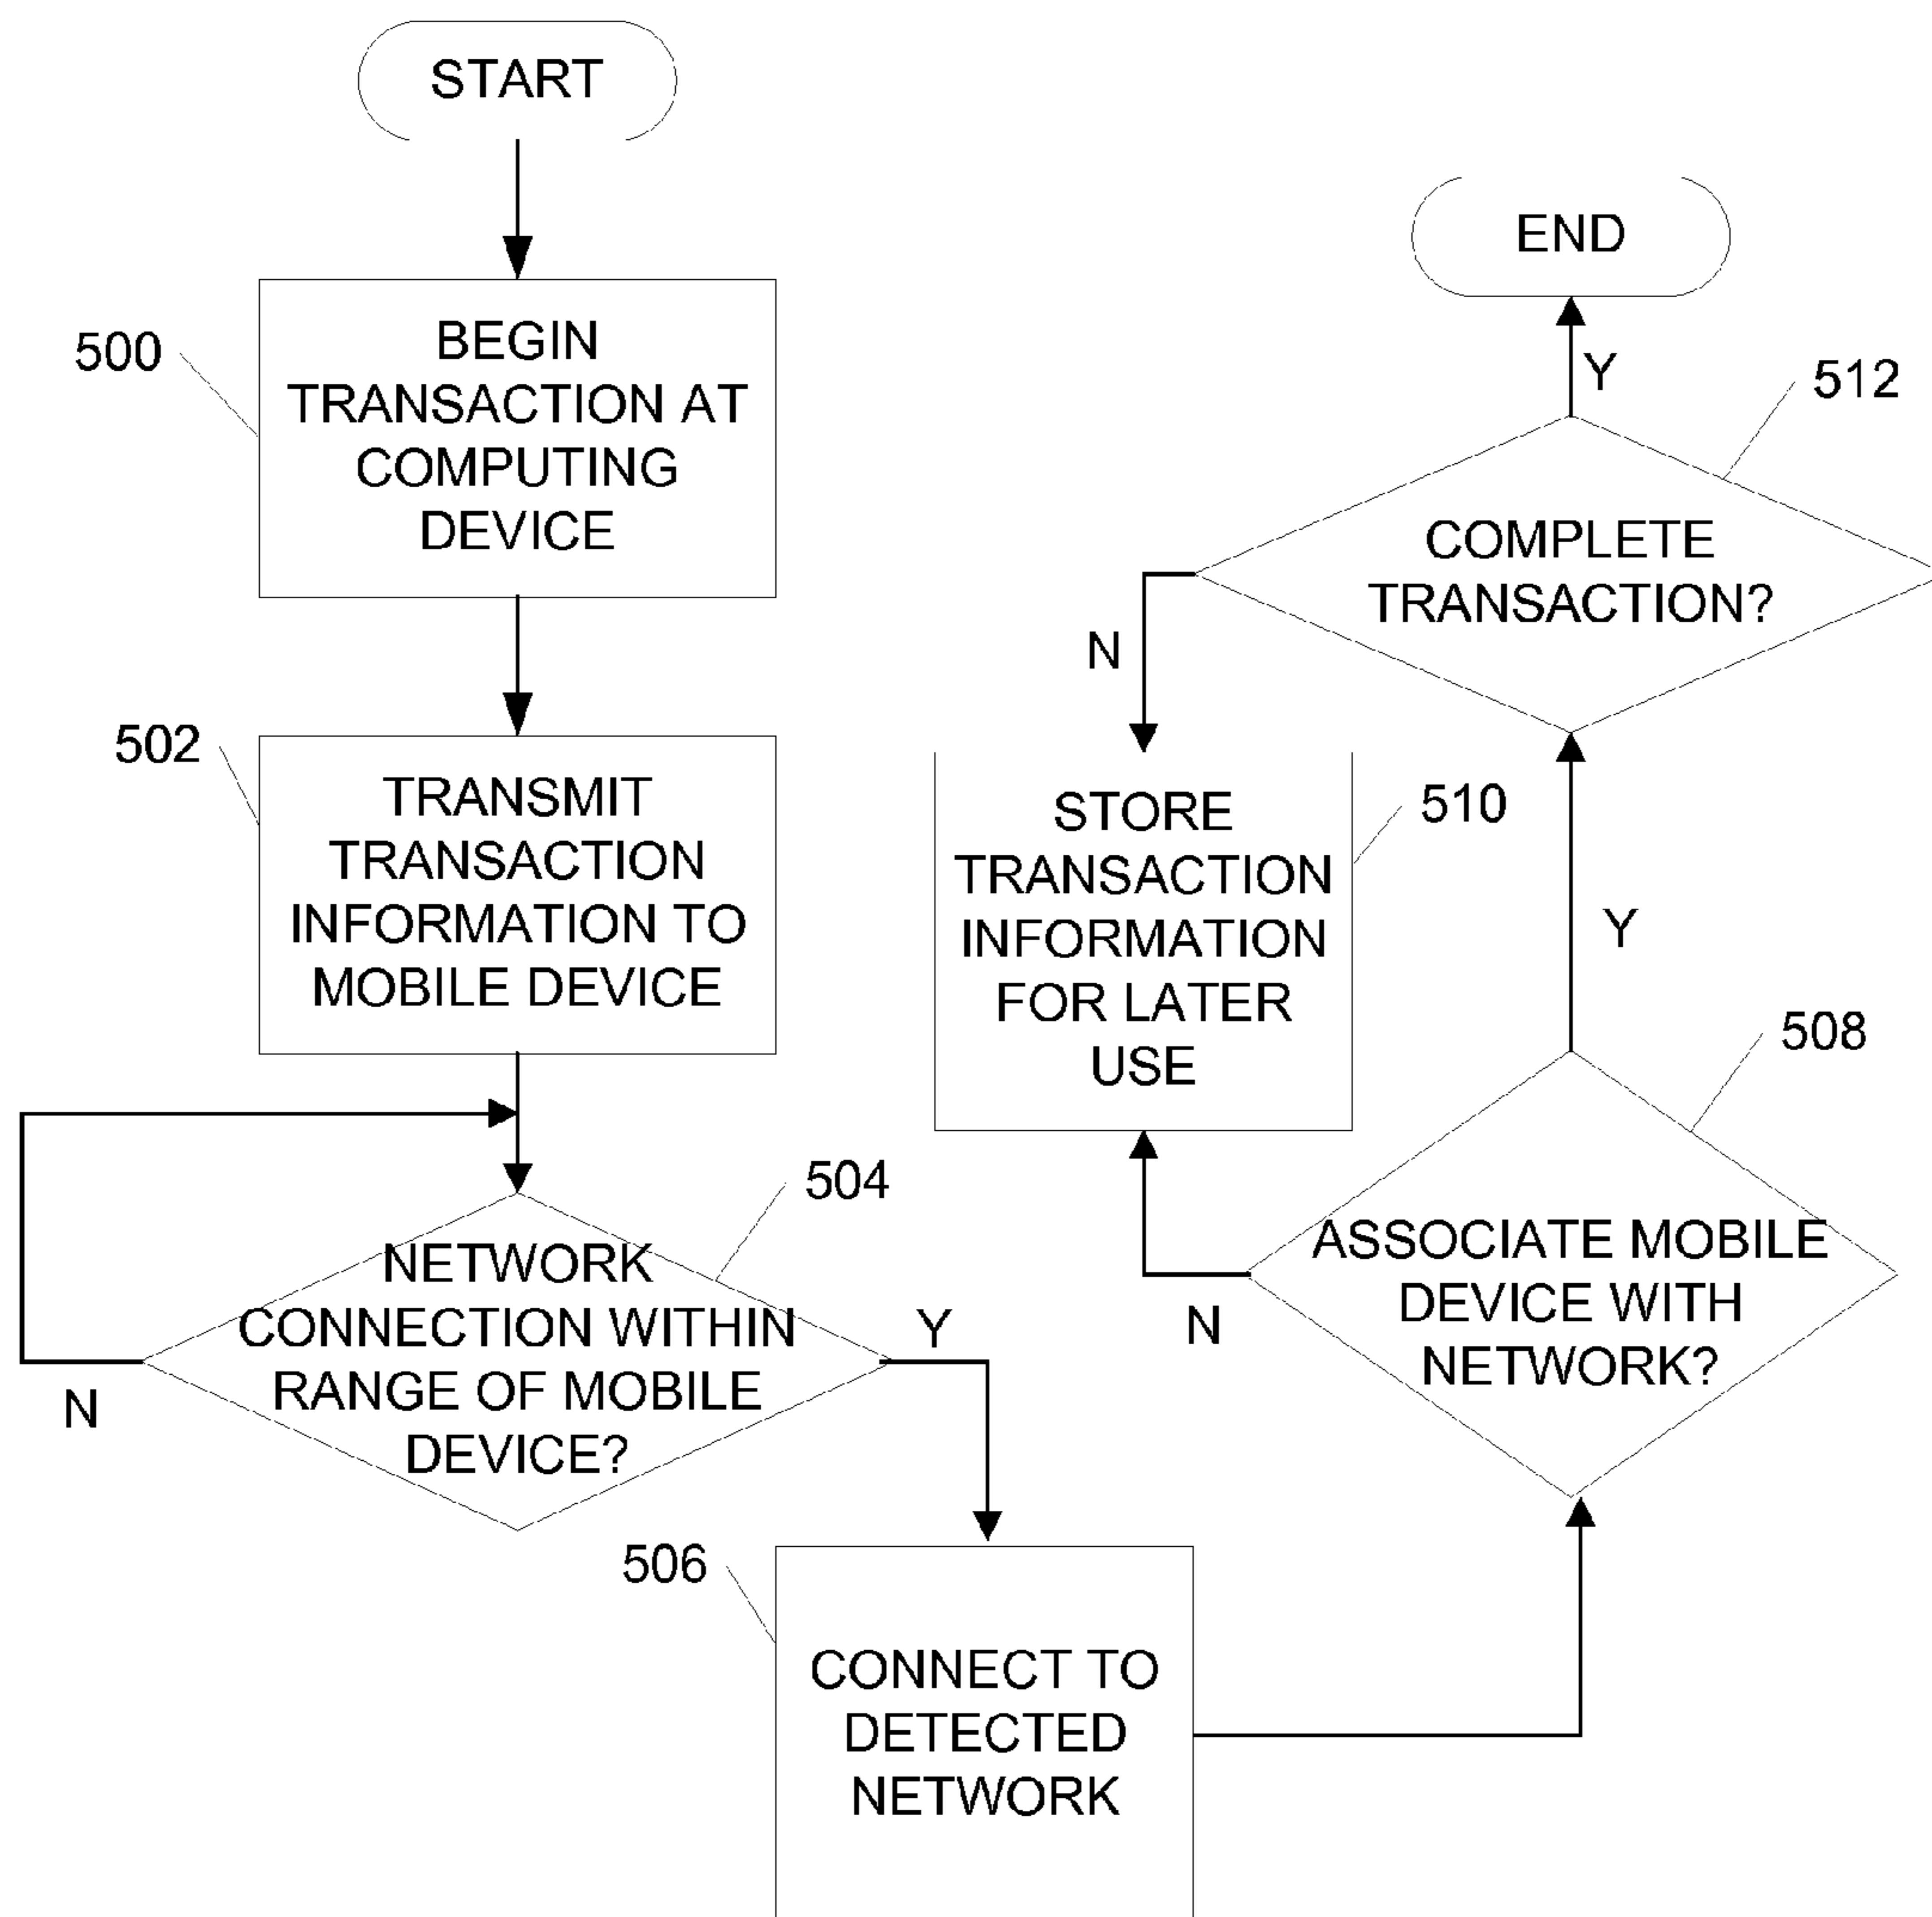 START
500
BEGIN
TRANSACTION AT
COMPUTING
DEVICE
502
TRANSMIT
TRANSACTION
INFORMATION TO
MOBILE DEVICE
504
NETWORK
CONNECTION WITHIN
RANGE OF MOBILE
DEVICE?
N
Y
506
CONNECT TO
DETECTED
NETWORK
508
ASSOCIATE MOBILE
DEVICE WITH
NETWORK?
N
Y
510
STORE
TRANSACTION
INFORMATION
FOR LATER
USE
512
COMPLETE
TRANSACTION?
N
Y
END